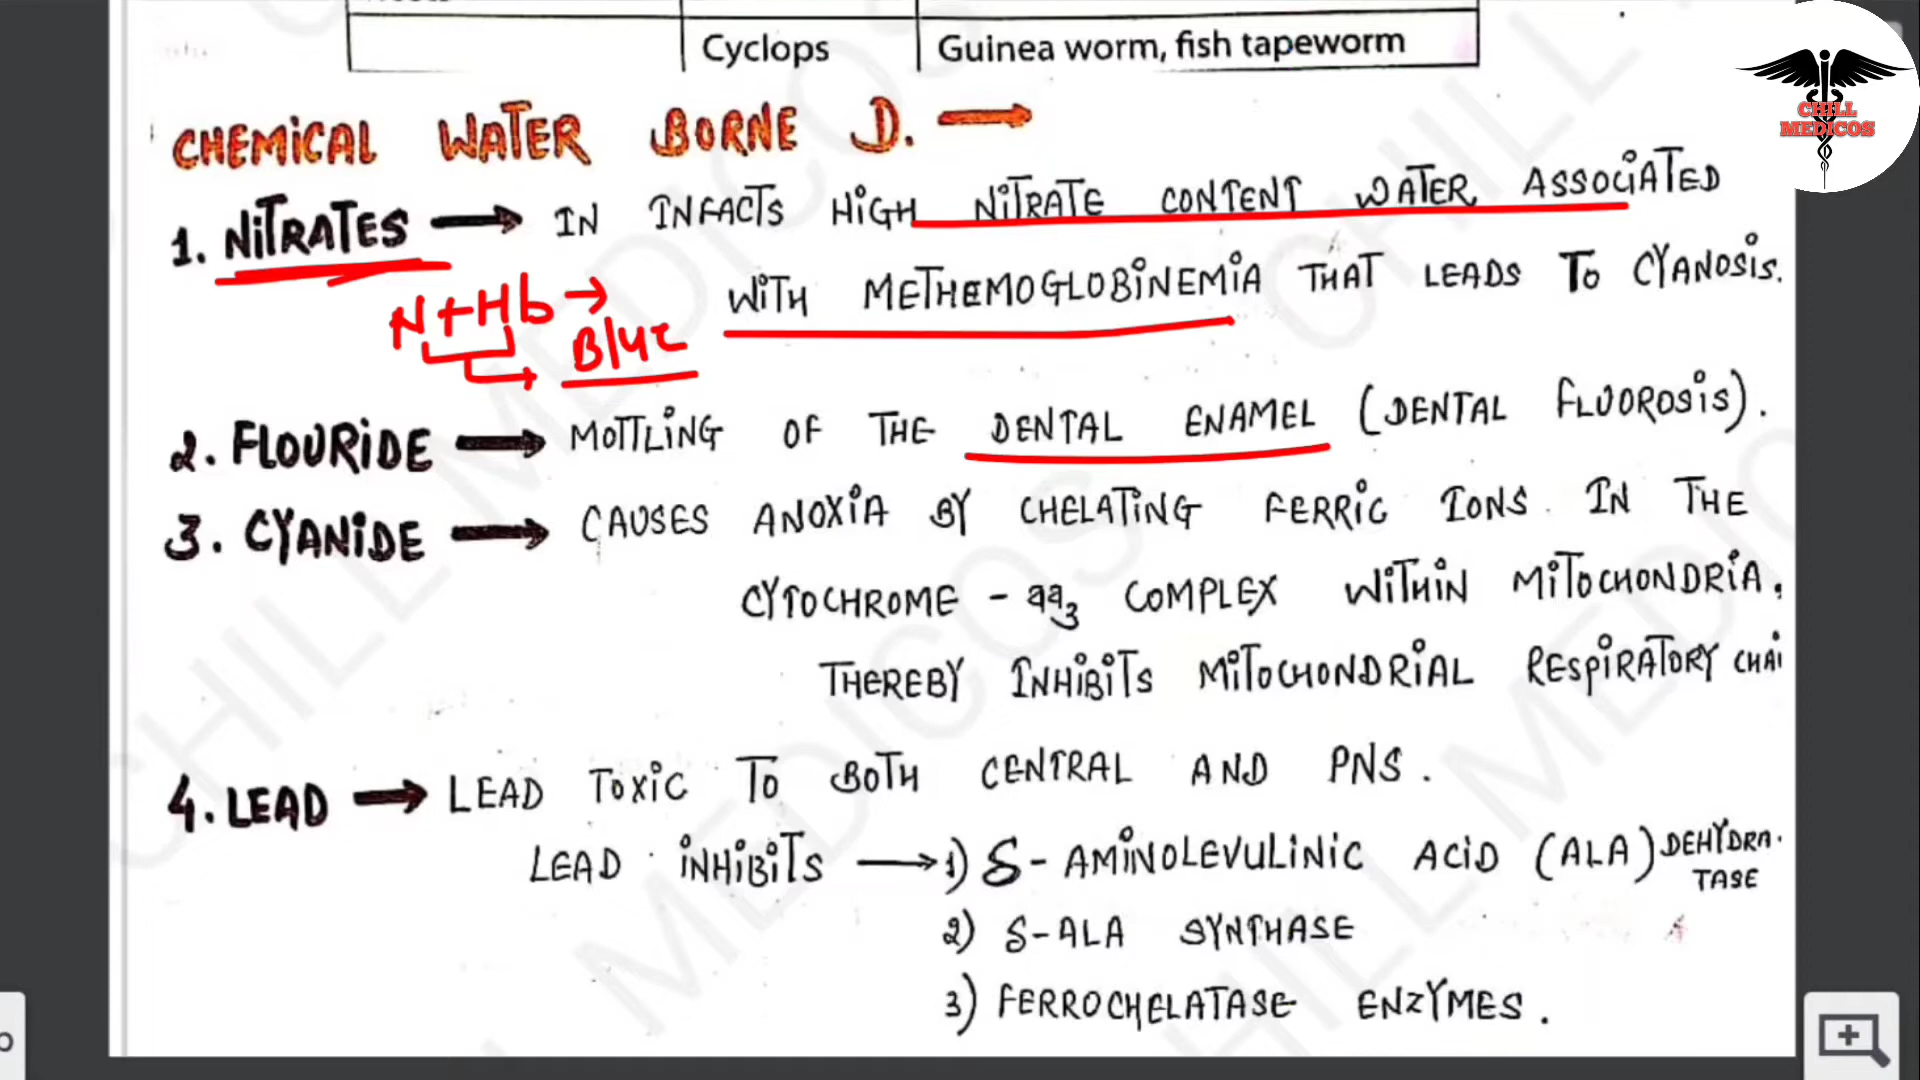 Cyclops Guinea worm, fish tapeworm
CHILL
MEDICOS
CHEMICAL WATER BORNE D. →
1. NITRATES → IN INFACTS HIGH NITRATE CONTENT WATER ASSOCIATED
WITH METHEMOGLOBINEMIA THAT LEADS TO CYANOSIS.
N+Hb →
Blue
2. FLOURIDE → MOTTLING OF THE DENTAL ENAMEL (DENTAL FLUOROSIS).
3. CYANIDE → CAUSES ANOXIA BY CHELATING FERRIC IONS IN THE
CYTOCHROME - aa3 COMPLEX WITHIN MITOCHONDRIA,
THEREBY INHIBITS MITOCHONDRIAL RESPIRATORY CHAI
4. LEAD → LEAD TOXIC TO BOTH CENTRAL AND PNS.
LEAD INHIBITS → 1) δ - AMINOLEVULINIC ACID (ALA) DEHYDRA-
TASE
2) δ-ALA SYNTHASE
3) FERROCHELATASE ENZYMES.
CHILL MEDICOS